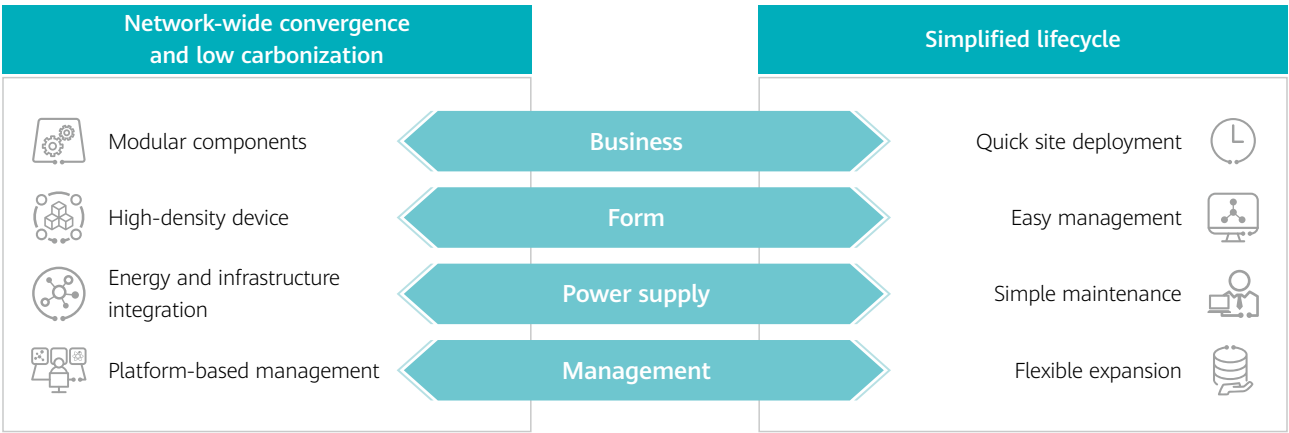 Network-wide convergence
and low carbonization
Simplified lifecycle
Modular components
Business
Quick site deployment
High-density device
Form
Easy management
Energy and infrastructure
integration
Power supply
Simple maintenance
Platform-based management
Management
Flexible expansion